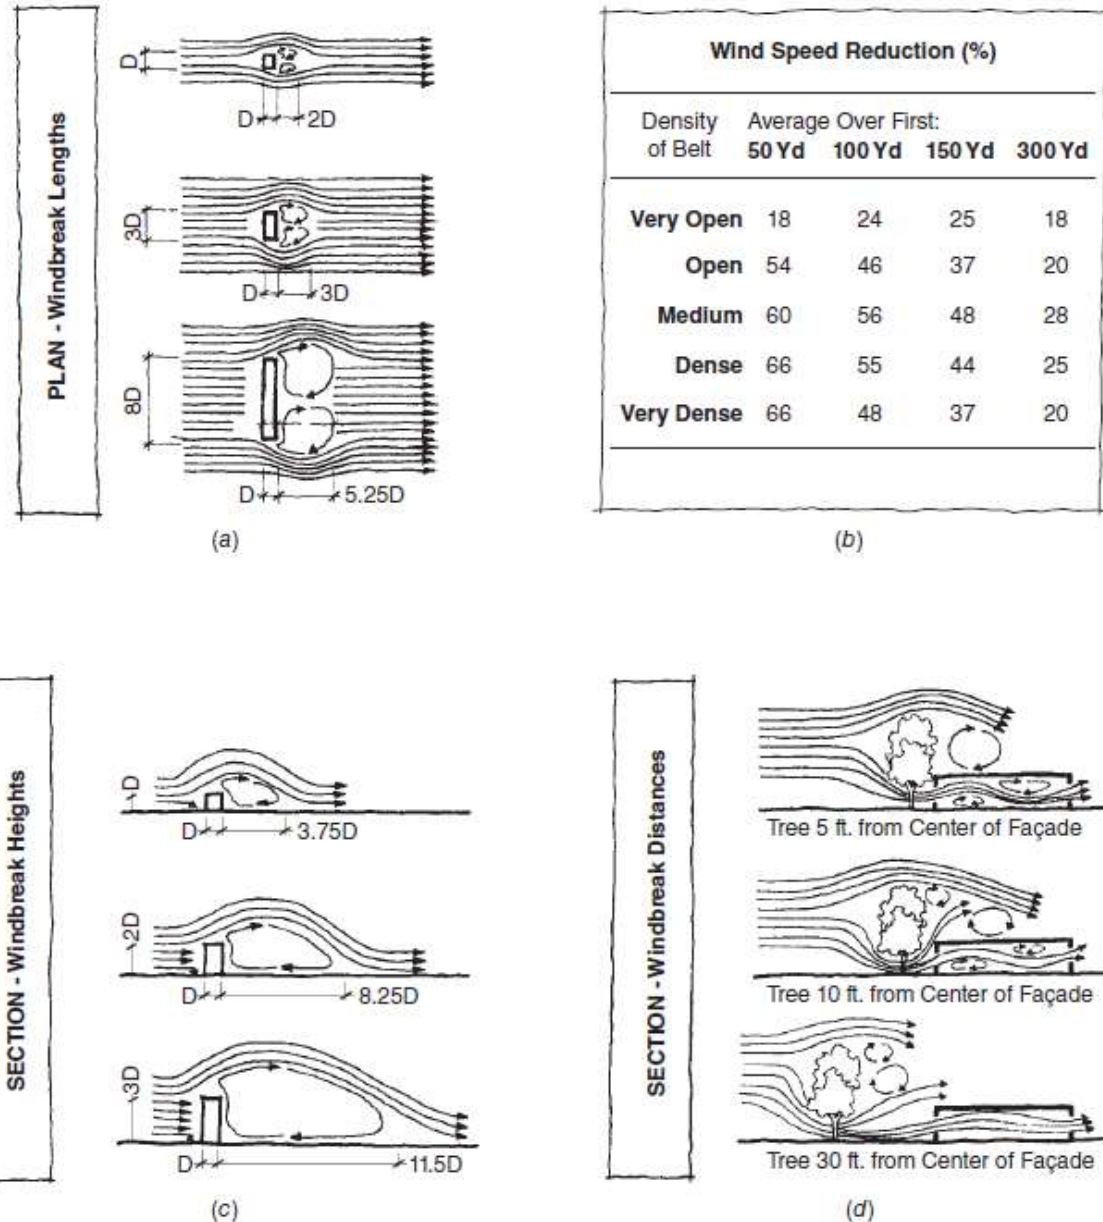 PLAN - Windbreak Lengths
D
D 2D
3D
D 3D
8D
D 5.25D
(a)
Wind Speed Reduction (%)
Density Average Over First:
of Belt 50 Yd 100 Yd 150 Yd 300 Yd
Very Open 18 24 25 18
Open 54 46 37 20
Medium 60 56 48 28
Dense 66 55 44 25
Very Dense 66 48 37 20
(b)
SECTION - Windbreak Heights
D
D 3.75D
2D
D 8.25D
3D
D 11.5D
(c)
SECTION - Windbreak Distances
Tree 5 ft. from Center of Façade
Tree 10 ft. from Center of Façade
Tree 30 ft. from Center of Façade
(d)